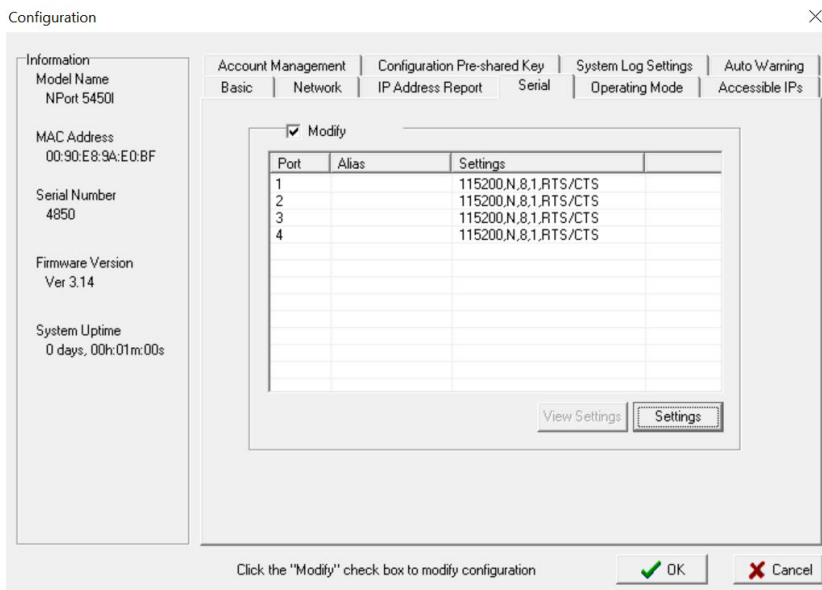 Configuration
Information
Model Name
NPort 5450I
MAC Address
00:90:E8:9A:E0:BF
Serial Number
4850
Firmware Version
Ver 3.14
System Uptime
0 days, 00h:01m:00s
Account Management Configuration Pre-shared Key System Log Settings Auto Warning
Basic Network IP Address Report Serial Operating Mode Accessible IPs
Modify
Port Alias Settings
1 115200,N,8,1,RTS/CTS
2 115200,N,8,1,RTS/CTS
3 115200,N,8,1,RTS/CTS
4 115200,N,8,1,RTS/CTS
View Settings Settings
Click the "Modify" check box to modify configuration
OK Cancel